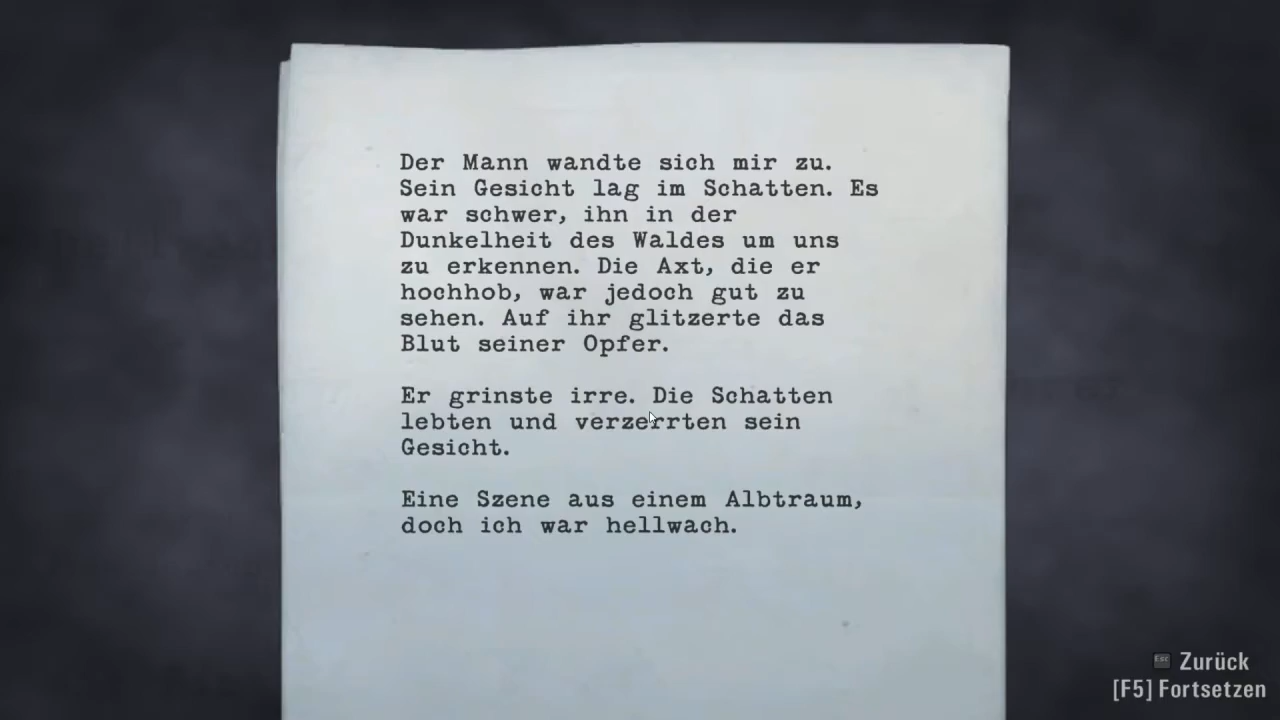 Der Mann wandte sich mir zu.
Sein Gesicht lag im Schatten. Es
war schwer, ihn in der
Dunkelheit des Waldes um uns
zu erkennen. Die Axt, die er
hochhob, war jedoch gut zu
sehen. Auf ihr glitzerte das
Blut seiner Opfer.
Er grinste irre. Die Schatten
lebten und verzerrten sein
Gesicht.
Eine Szene aus einem Albtraum,
doch ich war hellwach.
Esc Zurück
[F5] Fortsetzen